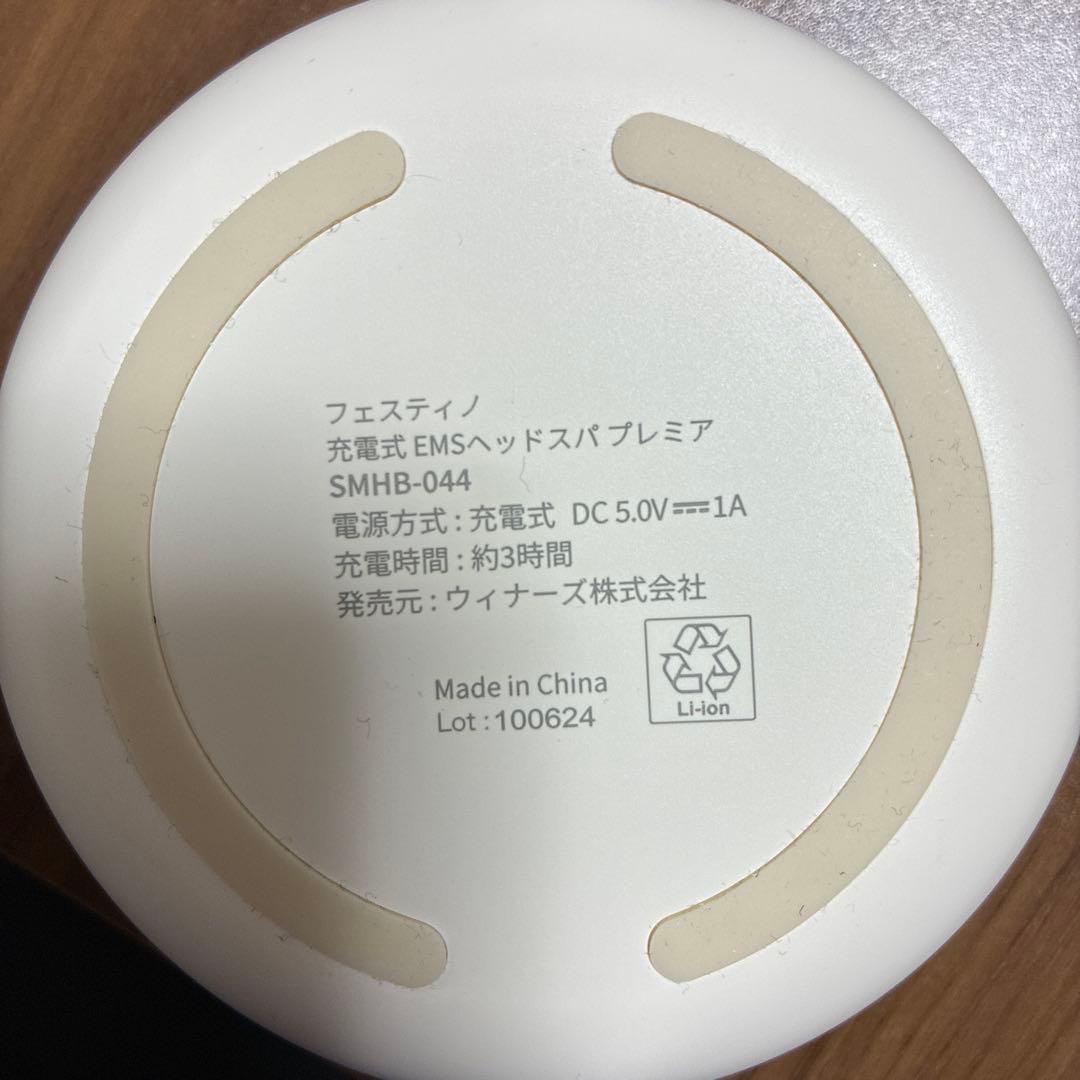 フェスティノ
充電式 EMSヘッドスパ プレミア
SMHB-044
電源方式 : 充電式 DC 5.0V⎓1A
充電時間 : 約3時間
発売元 : ウィナーズ株式会社
Made in China
Lot : 100624
Li-ion